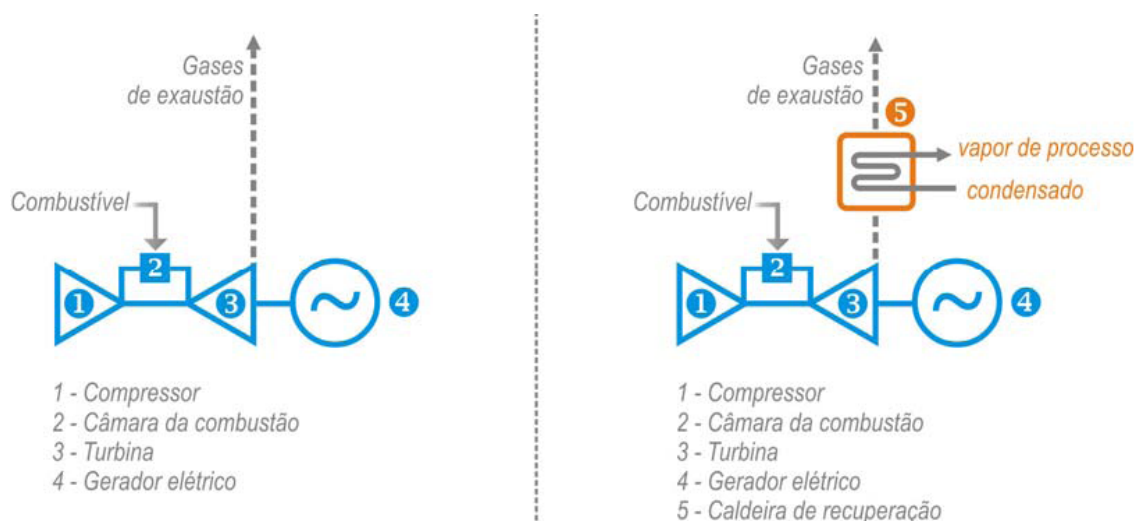 Gases
de exaustão
Combustível
2
1
3
4
1 - Compressor
2 - Câmara da combustão
3 - Turbina
4 - Gerador elétrico
Gases
de exaustão
5
vapor de processo
condensado
Combustível
2
1
3
4
1 - Compressor
2 - Câmara da combustão
3 - Turbina
4 - Gerador elétrico
5 - Caldeira de recuperação